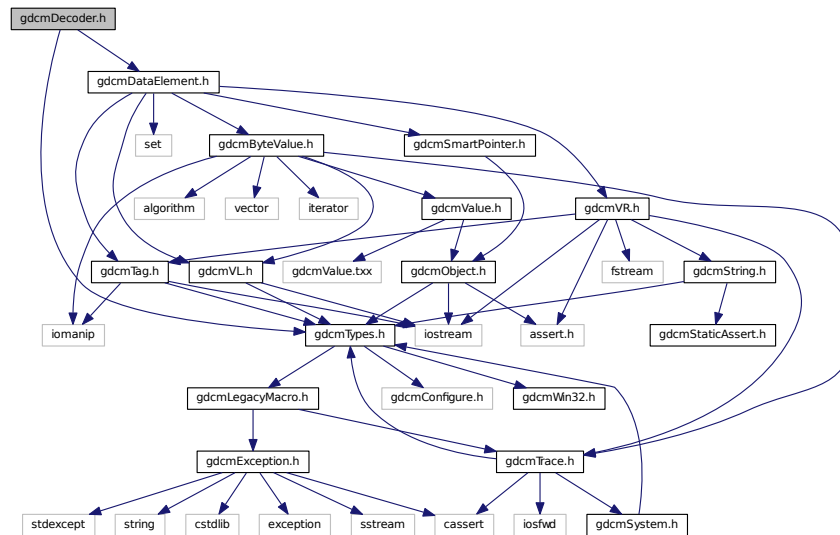 gdcmDecoder.h
gdcmDataElement.h
set
gdcmByteValue.h
gdcmSmartPointer.h
algorithm
vector
iterator
gdcmValue.h
gdcmVR.h
gdcmTag.h
gdcmVL.h
gdcmValue.txx
gdcmObject.h
fstream
gdcmString.h
iomanip
gdcmTypes.h
iostream
assert.h
gdcmStaticAssert.h
gdcmLegacyMacro.h
gdcmConfigure.h
gdcmWin32.h
gdcmException.h
gdcmTrace.h
stdexcept
string
cstdlib
exception
sstream
cassert
iosfwd
gdcmSystem.h